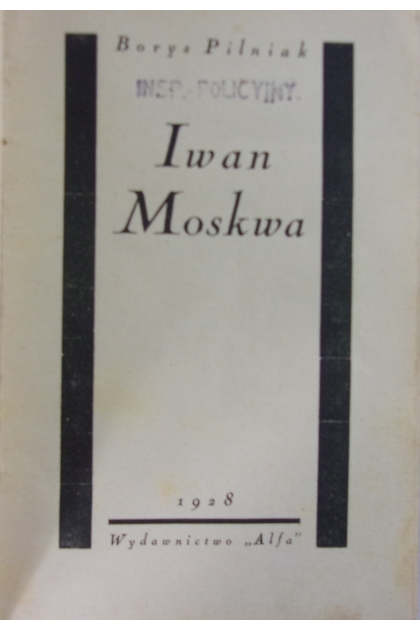 Borys Pilniak
INSP. POLICYJNY.
Iwan
Moskwa
1928
Wydawnictwo „Alfa”